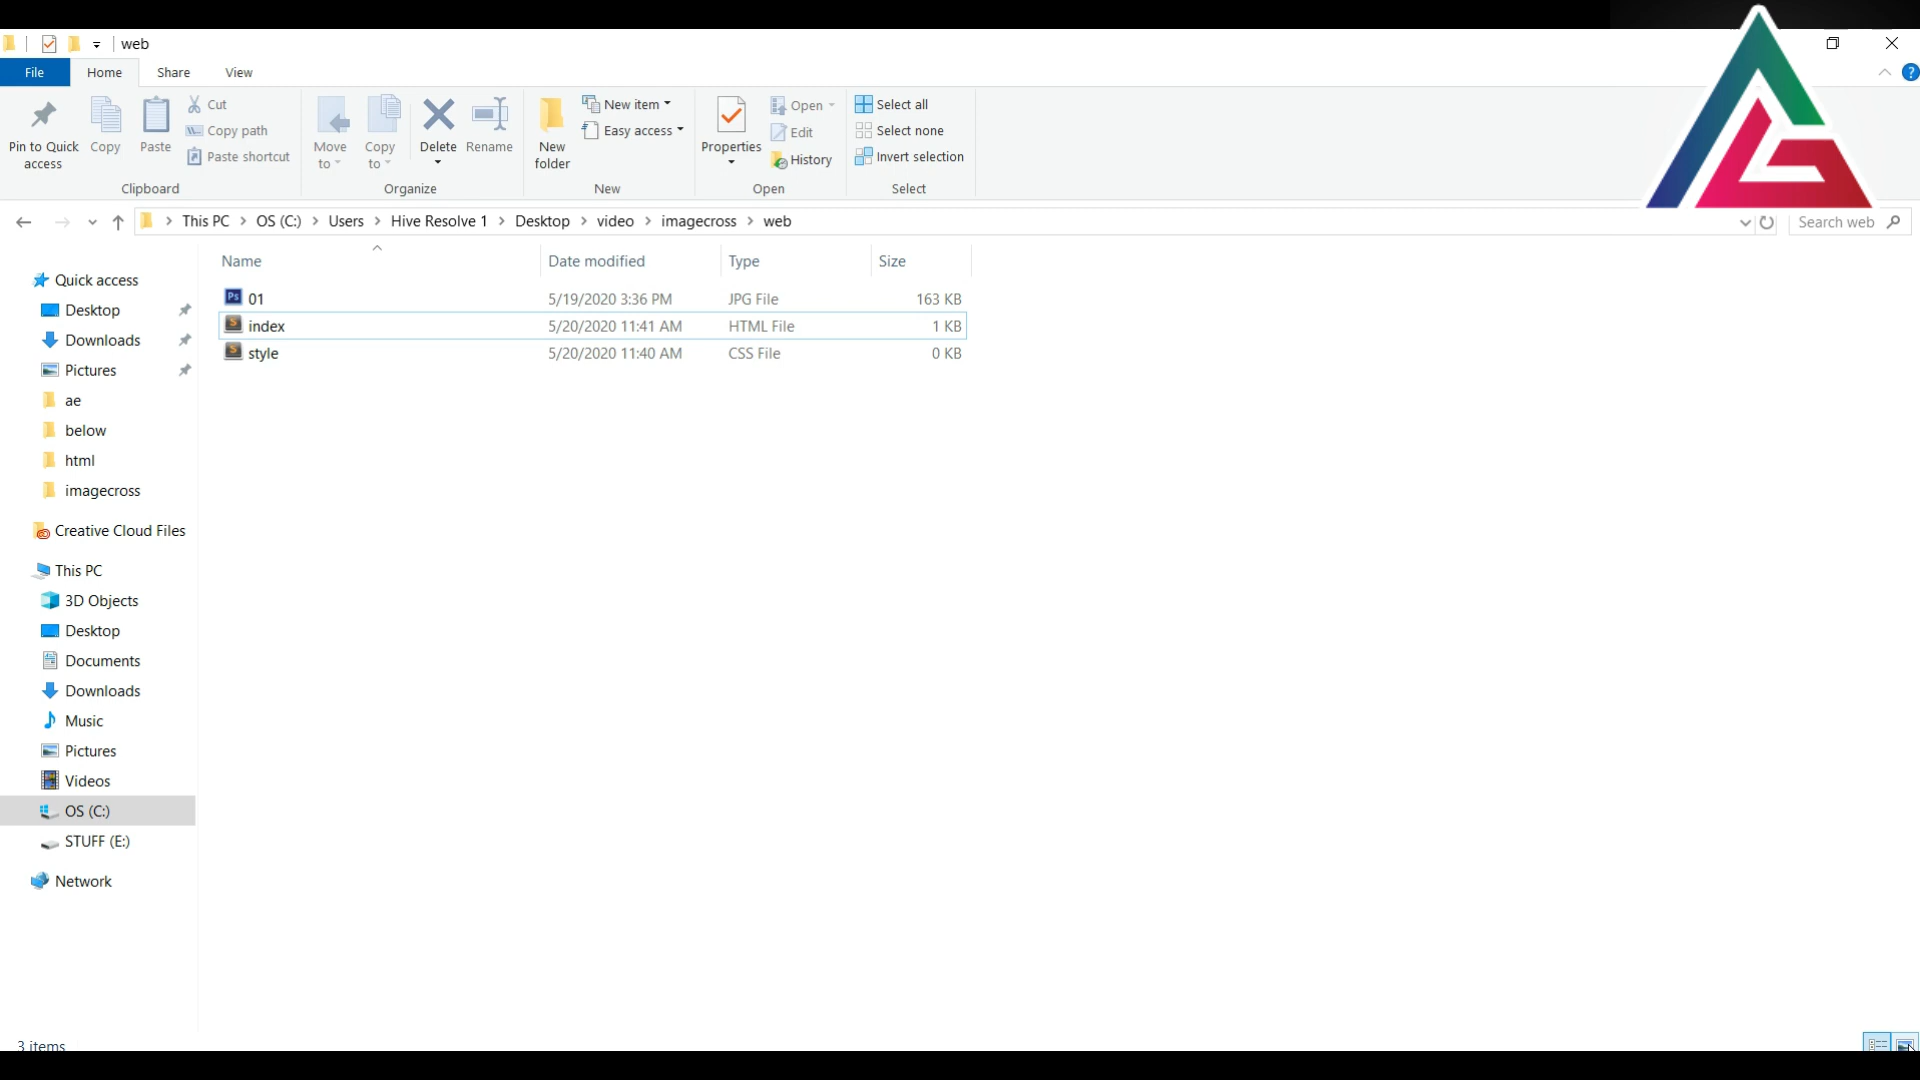 web
File Home Share View
Pin to Quick access
Copy
Paste
Cut
Copy path
Paste shortcut
Clipboard
Move to
Copy to
Delete
Rename
Organize
New folder
New item
Easy access
New
Properties
Open
Edit
History
Open
Select all
Select none
Invert selection
Select
This PC > OS (C:) > Users > Hive Resolve 1 > Desktop > video > imagecross > web
Search web
Name Date modified Type Size
01 5/19/2020 3:36 PM JPG File 163 KB
index 5/20/2020 11:41 AM HTML File 1 KB
style 5/20/2020 11:40 AM CSS File 0 KB
Quick access
Desktop
Downloads
Pictures
ae
below
html
imagecross
Creative Cloud Files
This PC
3D Objects
Desktop
Documents
Downloads
Music
Pictures
Videos
OS (C:)
STUFF (E:)
Network
3 items